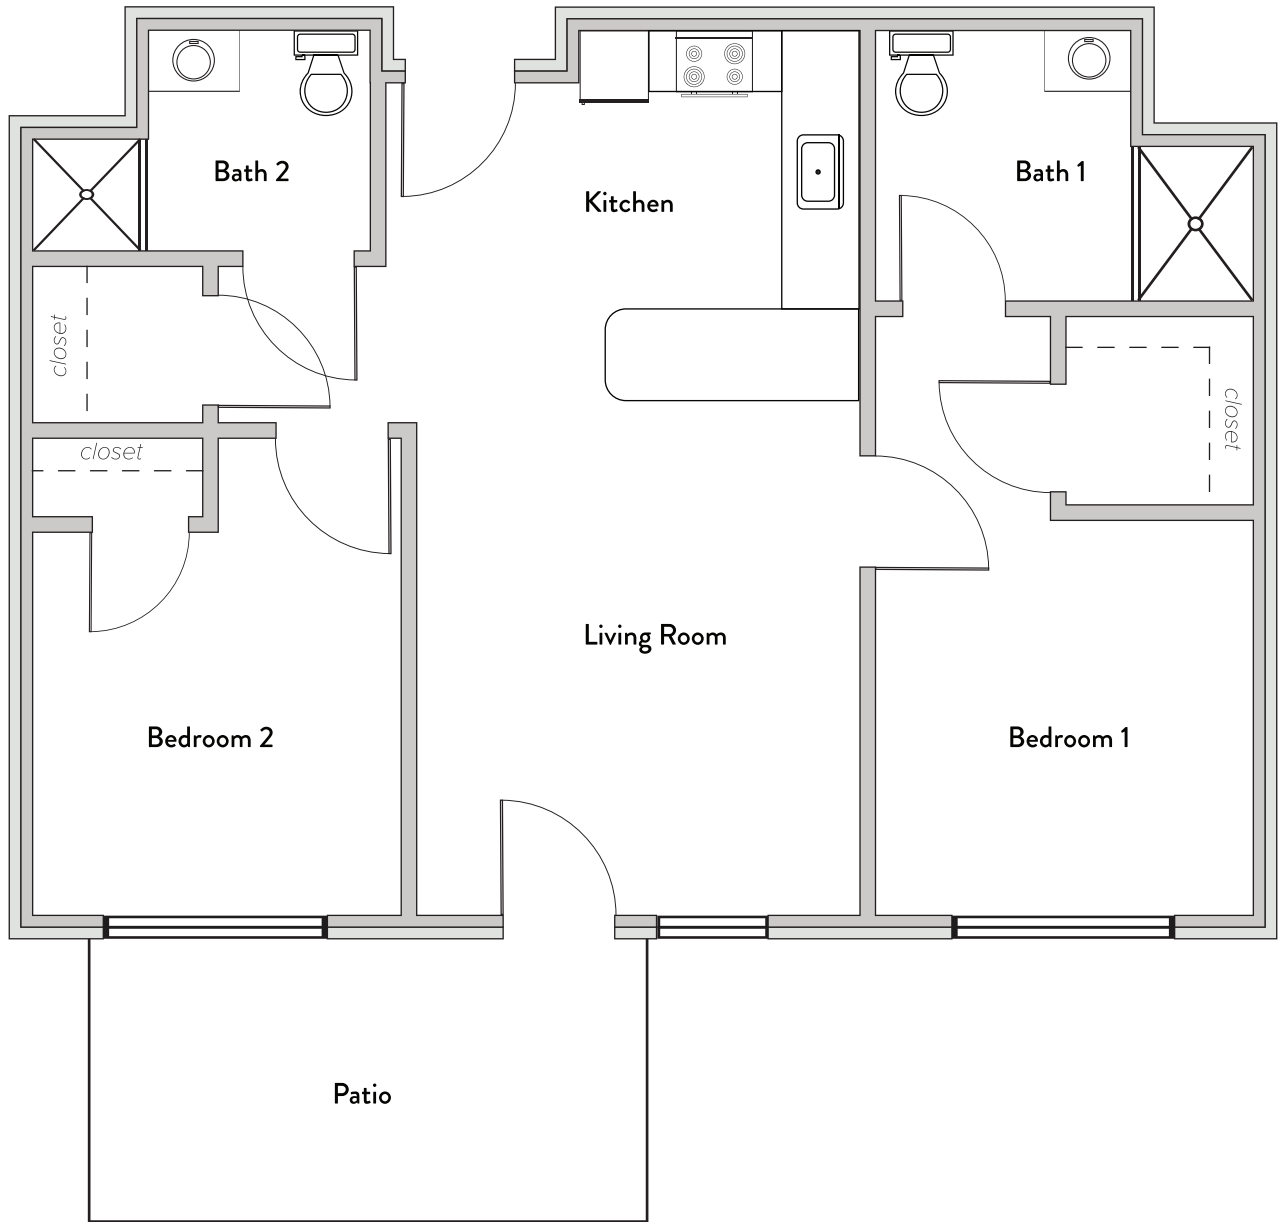 Bath 2
Bath 1
Kitchen
closet
closet
closet
Living Room
Bedroom 2
Bedroom 1
Patio